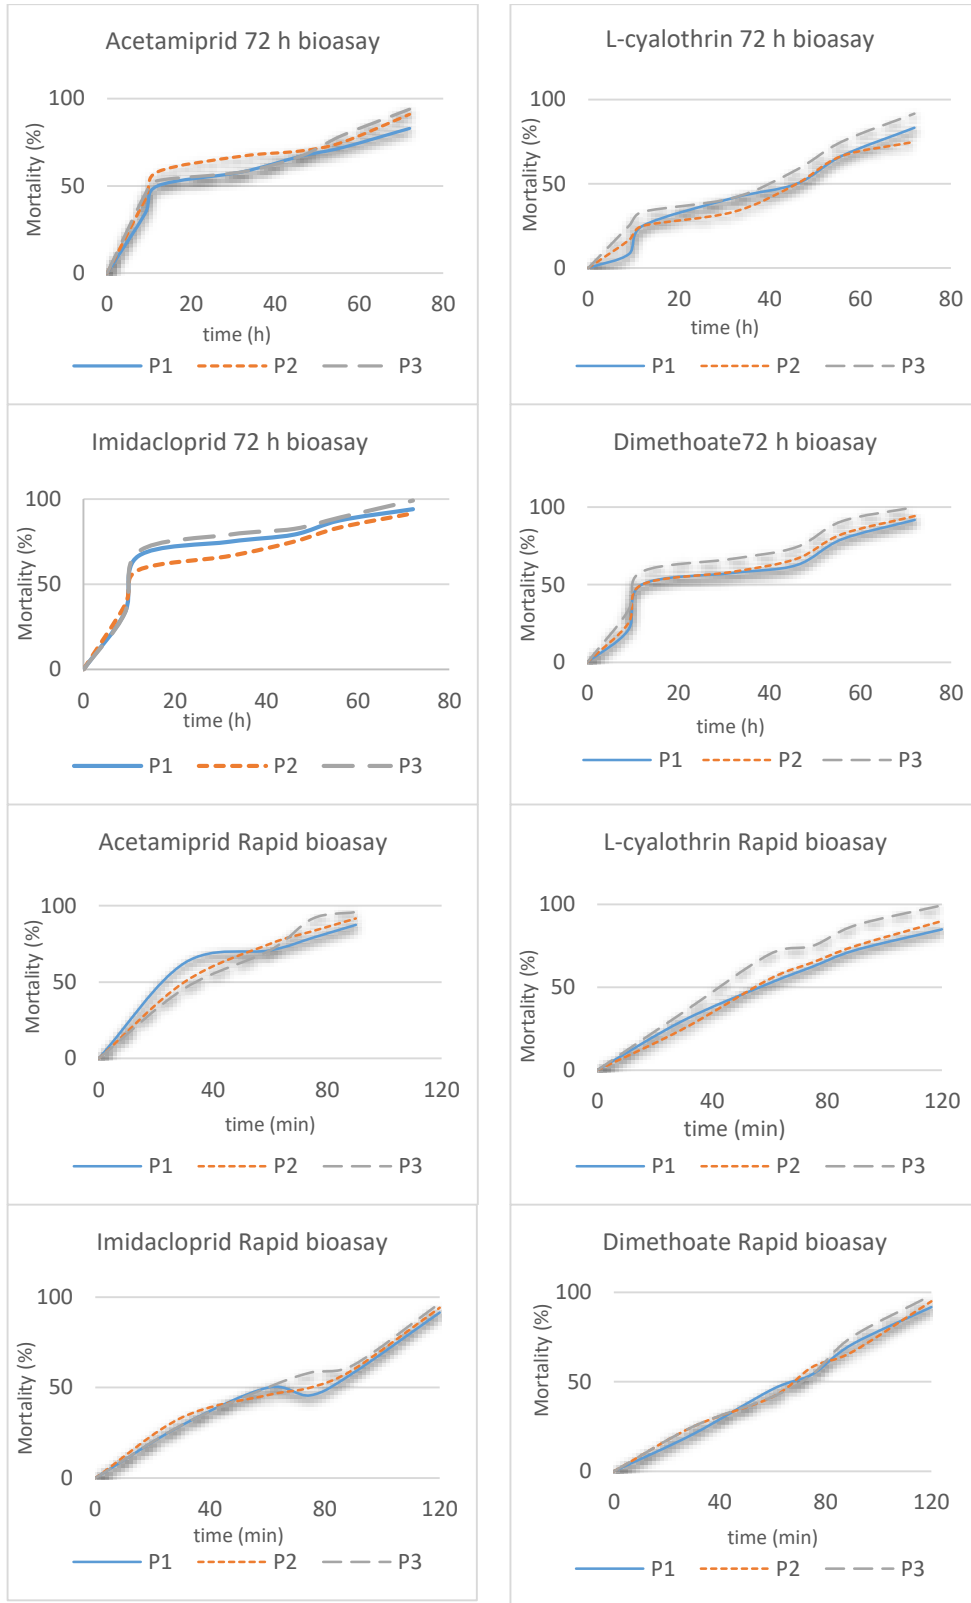 Acetamiprid 72 h bioasay
Mortality (%)
100
50
0
0 20 40 60 80
time (h)
P1 P2 P3
L-cyalothrin 72 h bioasay
Mortality (%)
100
50
0
0 20 40 60 80
time (h)
P1 P2 P3
Imidacloprid 72 h bioasay
Mortality (%)
100
50
0
0 20 40 60 80
time (h)
P1 P2 P3
Dimethoate72 h bioasay
Mortality (%)
100
50
0
0 20 40 60 80
time (h)
P1 P2 P3
Acetamiprid Rapid bioasay
Mortality (%)
100
50
0
0 40 80 120
time (min)
P1 P2 P3
L-cyalothrin Rapid bioasay
Mortality (%)
100
50
0
0 40 80 120
time (min)
P1 P2 P3
Imidacloprid Rapid bioasay
Mortality (%)
100
50
0
0 40 80 120
time (min)
P1 P2 P3
Dimethoate Rapid bioasay
Mortality (%)
100
50
0
0 40 80 120
time (min)
P1 P2 P3